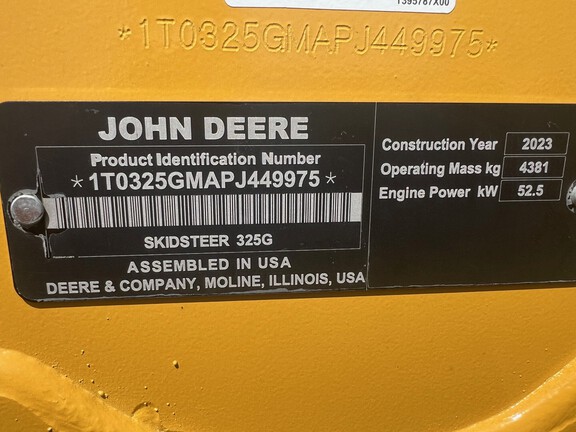 T395787X00
*1T0325GMAPJ449975*
JOHN DEERE
Product Identification Number
*1T0325GMAPJ449975*
SKIDSTEER 325G
ASSEMBLED IN USA
DEERE & COMPANY, MOLINE, ILLINOIS, USA
Construction Year 2023
Operating Mass kg 4381
Engine Power kW 52.5